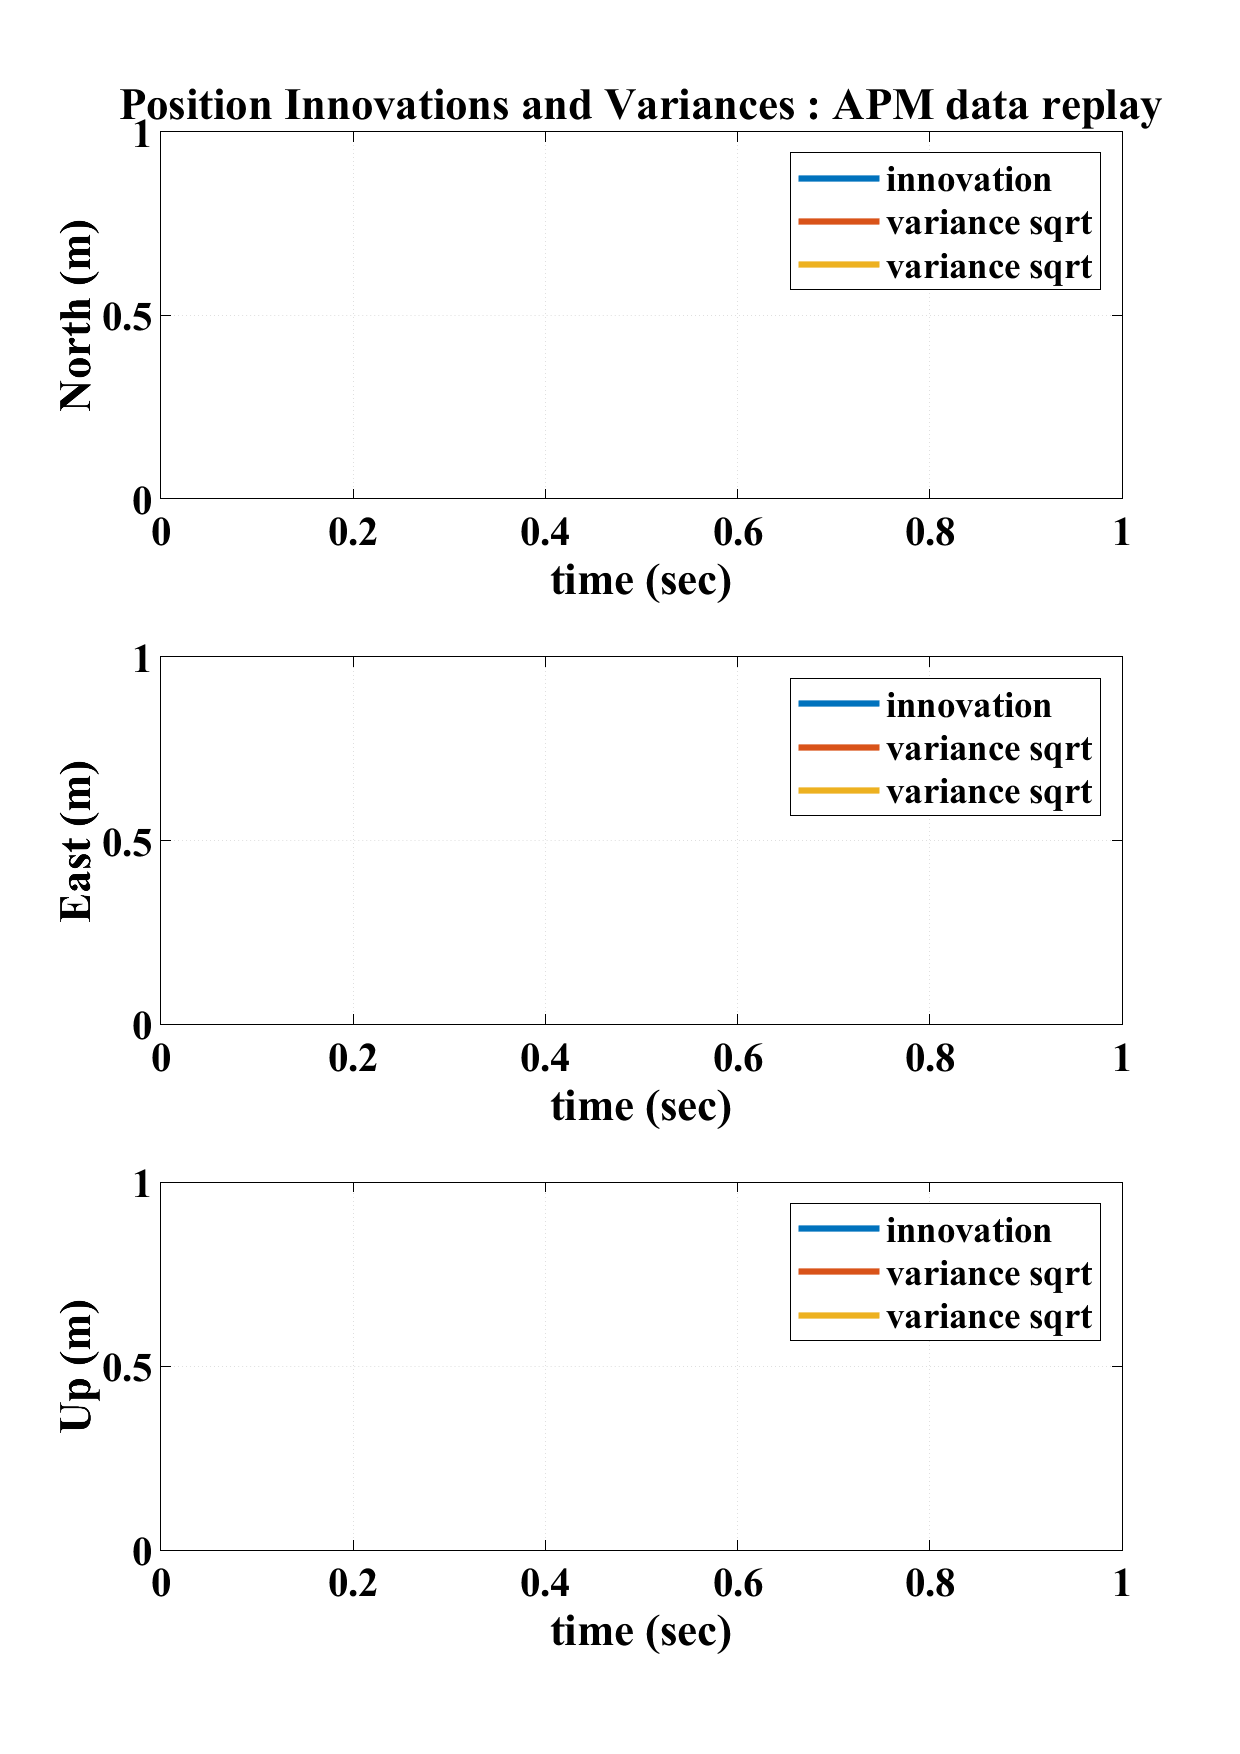 Position Innovations and Variances : APM data replay
1
innovation
variance sqrt
variance sqrt
North (m)
0.5
0
0 0.2 0.4 0.6 0.8 1
time (sec)
1
innovation
variance sqrt
variance sqrt
East (m)
0.5
0
0 0.2 0.4 0.6 0.8 1
time (sec)
1
innovation
variance sqrt
variance sqrt
Up (m)
0.5
0
0 0.2 0.4 0.6 0.8 1
time (sec)